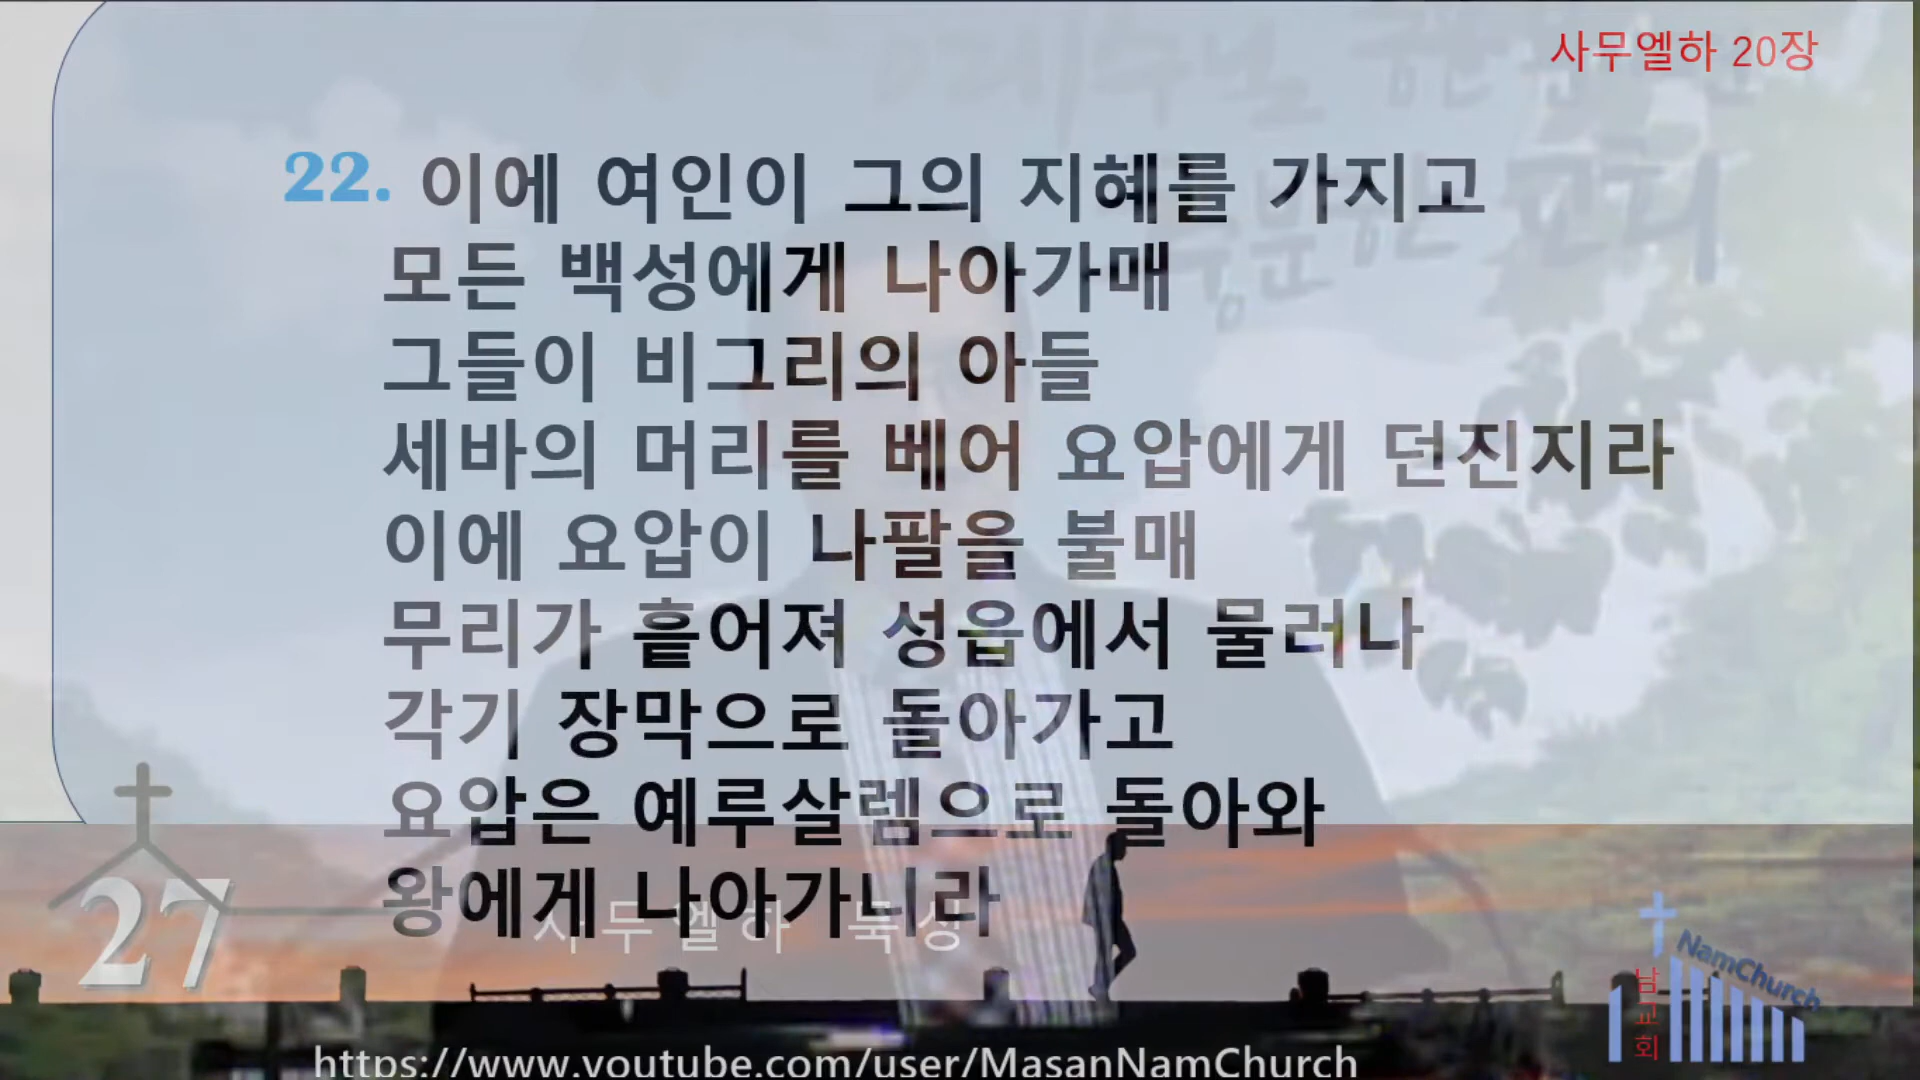 사무엘하 20장
22. 이에 여인이 그의 지혜를 가지고
모든 백성에게 나아가매
그들이 비그리의 아들
세바의 머리를 베어 요압에게 던진지라
이에 요압이 나팔을 불매
무리가 흩어져 성읍에서 물러나
각기 장막으로 돌아가고
요압은 예루살렘으로 돌아와
왕에게 나아가니라
27
사무엘하 묵상
NamChurch
남교회
https://www.youtube.com/user/MasanNamChurch